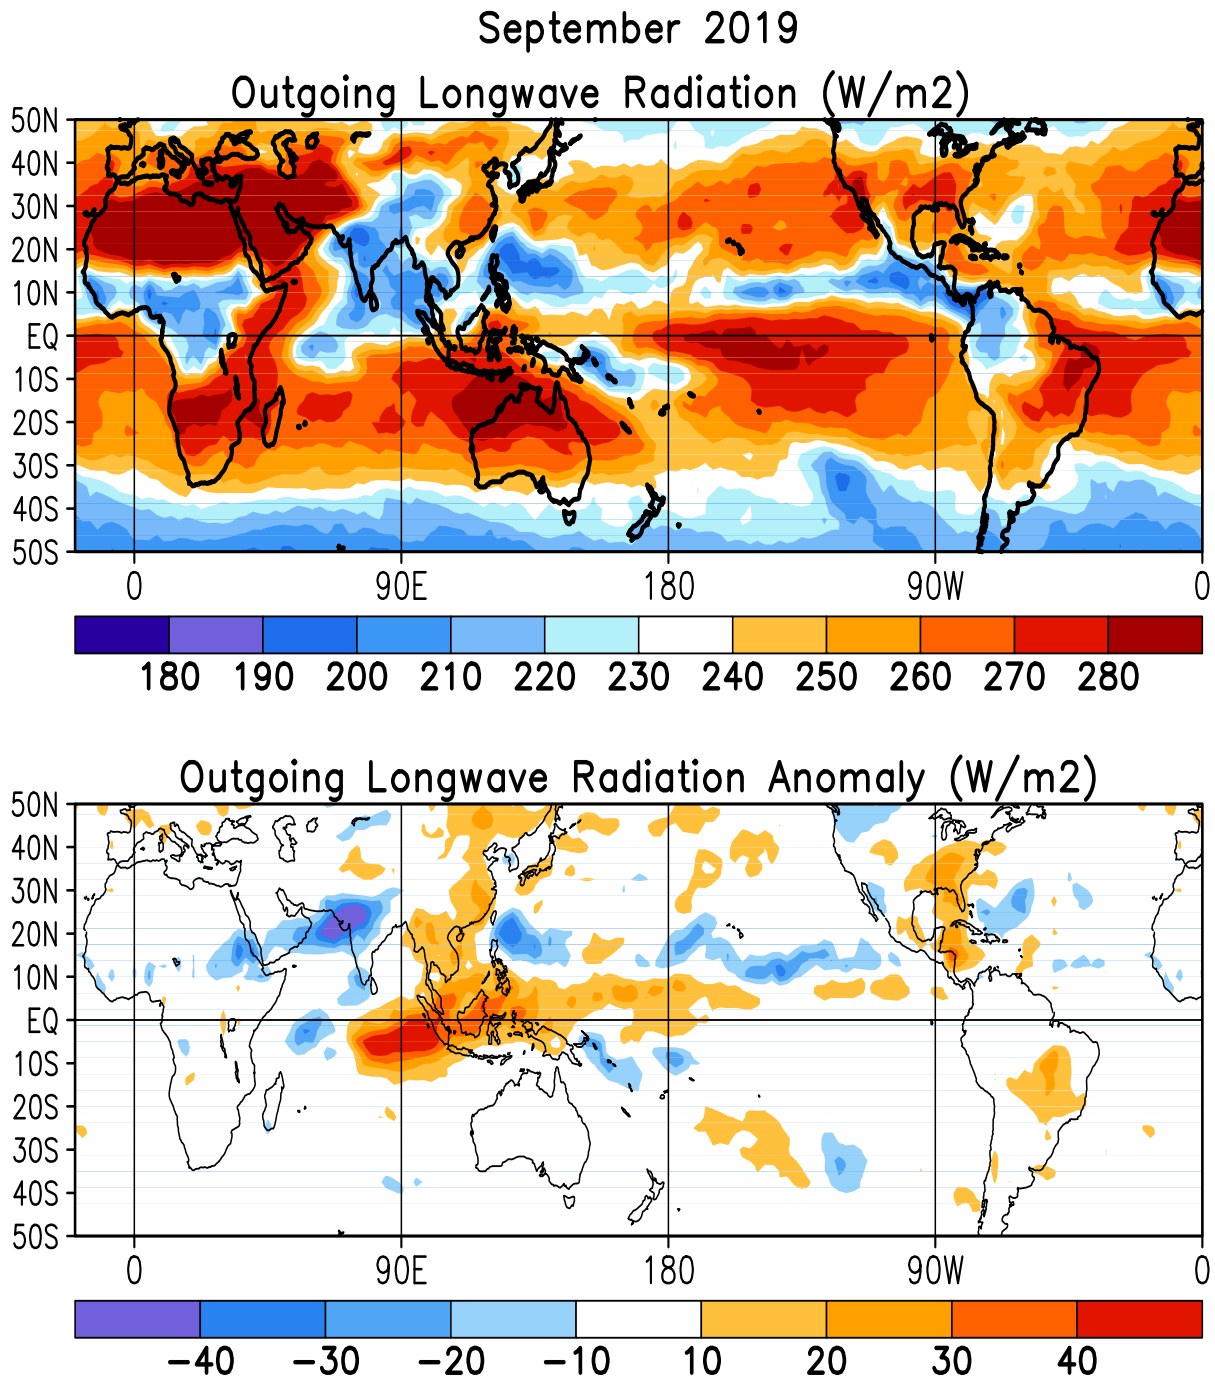 September 2019
Outgoing Longwave Radiation (W/m2)
50N
40N
30N
20N
10N
EQ
10S
20S
30S
40S
50S
0 90E 180 90W 0
180 190 200 210 220 230 240 250 260 270 280
Outgoing Longwave Radiation Anomaly (W/m2)
50N
40N
30N
20N
10N
EQ
10S
20S
30S
40S
50S
0 90E 180 90W 0
−40 −30 −20 −10 10 20 30 40